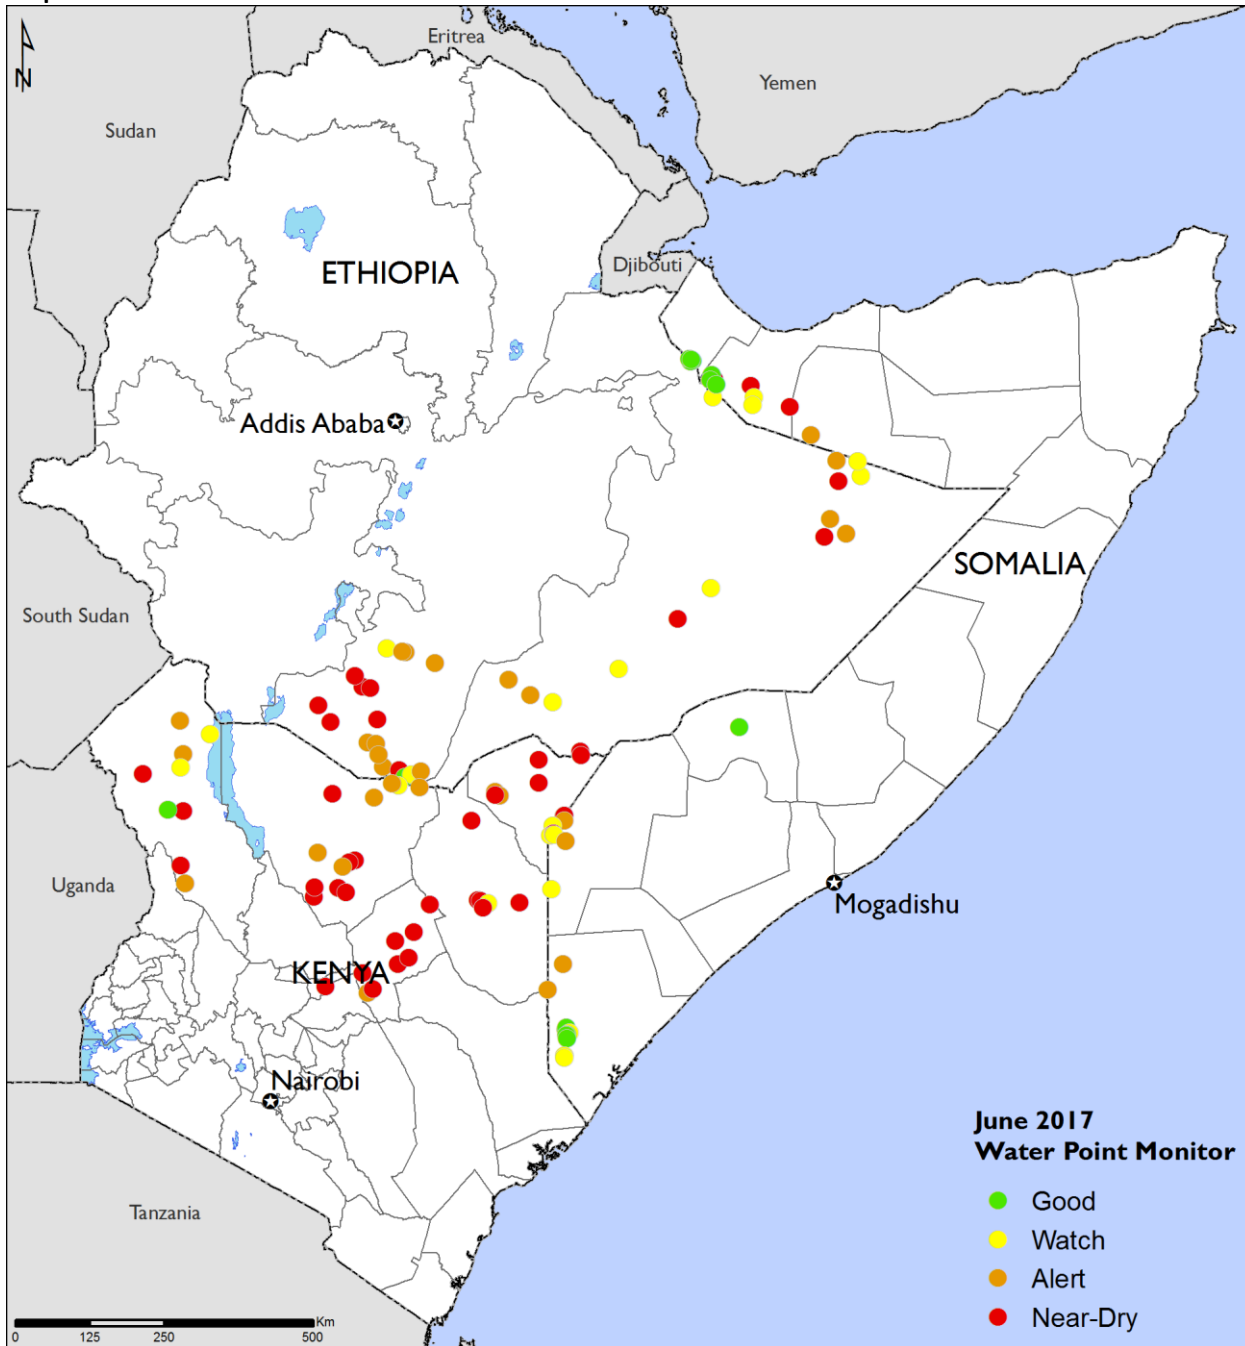 N
Eritrea
Yemen
Sudan
ETHIOPIA
Djibouti
Addis Ababa
SOMALIA
South Sudan
Uganda
Mogadishu
KENYA
Nairobi
Tanzania
June 2017
Water Point Monitor
Good
Watch
Alert
Near-Dry
Km
0 125 250 500